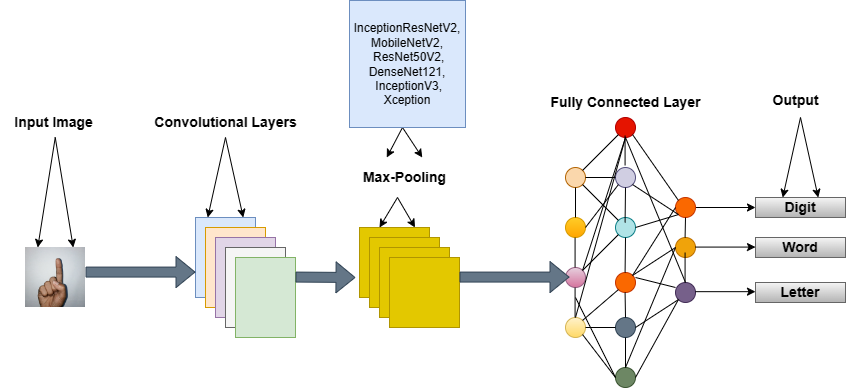 InceptionResNetV2,
MobileNetV2,
ResNet50V2,
DenseNet121,
InceptionV3,
Xception
Input Image
Convolutional Layers
Max-Pooling
Fully Connected Layer
Output
Digit
Word
Letter